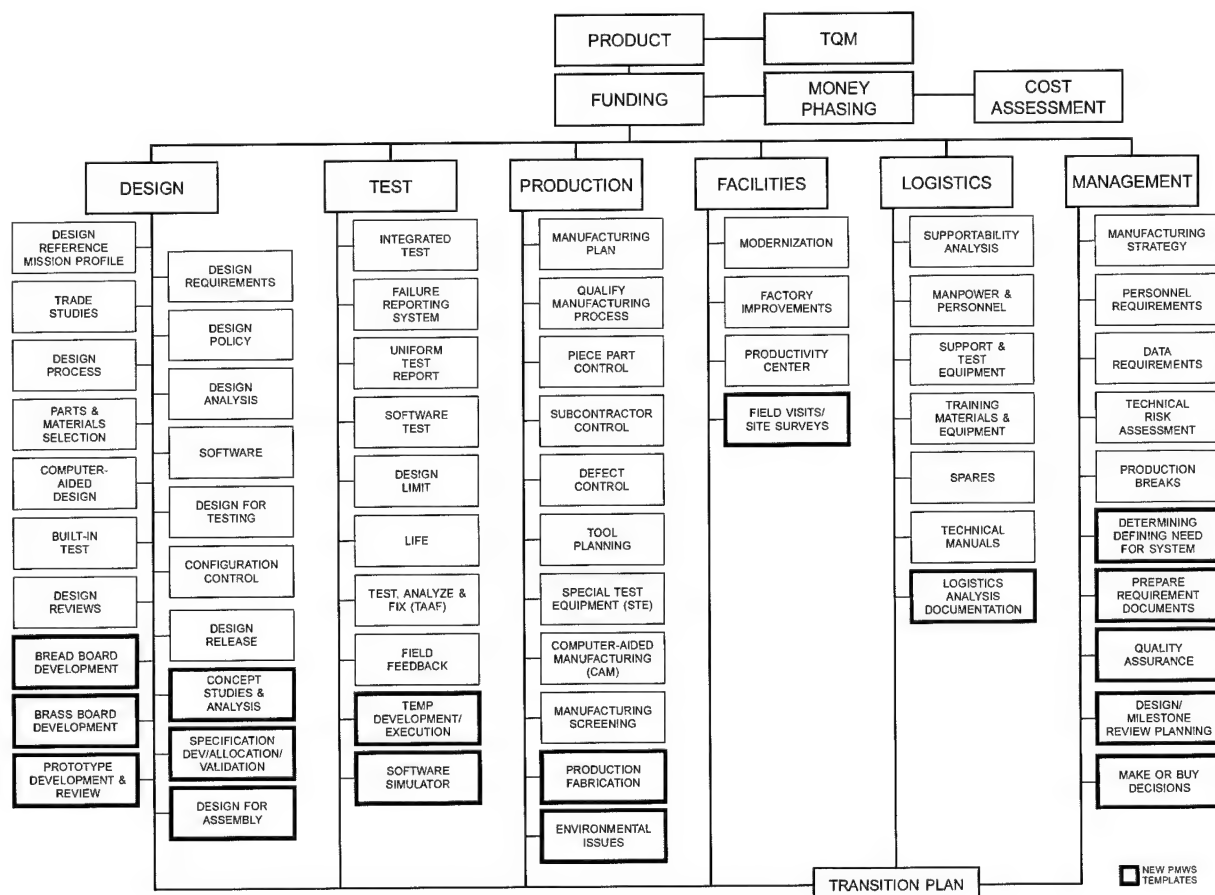 PRODUCT
TQM
FUNDING
MONEY
PHASING
COST
ASSESSMENT
DESIGN
TEST
PRODUCTION
FACILITIES
LOGISTICS
MANAGEMENT
DESIGN
REFERENCE
MISSION PROFILE
TRADE
STUDIES
DESIGN
PROCESS
PARTS &
MATERIALS
SELECTION
COMPUTER-
AIDED
DESIGN
BUILT-IN
TEST
DESIGN
REVIEWS
BREAD BOARD
DEVELOPMENT
BRASS BOARD
DEVELOPMENT
PROTOTYPE
DEVELOPMENT &
REVIEW
DESIGN
REQUIREMENTS
DESIGN
POLICY
DESIGN
ANALYSIS
SOFTWARE
DESIGN FOR
TESTING
CONFIGURATION
CONTROL
DESIGN
RELEASE
CONCEPT
STUDIES &
ANALYSIS
SPECIFICATION
DEV/ALLOCATION/
VALIDATION
DESIGN FOR
ASSEMBLY
INTEGRATED
TEST
FAILURE
REPORTING
SYSTEM
UNIFORM
TEST
REPORT
SOFTWARE
TEST
DESIGN
LIMIT
LIFE
TEST, ANALYZE &
FIX (TAAF)
FIELD
FEEDBACK
TEMP
DEVELOPMENT/
EXECUTION
SOFTWARE
SIMULATOR
MANUFACTURING
PLAN
QUALIFY
MANUFACTURING
PROCESS
PIECE PART
CONTROL
SUBCONTRACTOR
CONTROL
DEFECT
CONTROL
TOOL
PLANNING
SPECIAL TEST
EQUIPMENT (STE)
COMPUTER-AIDED
MANUFACTURING
(CAM)
MANUFACTURING
SCREENING
PRODUCTION
FABRICATION
ENVIRONMENTAL
ISSUES
MODERNIZATION
FACTORY
IMPROVEMENTS
PRODUCTIVITY
CENTER
FIELD VISITS/
SITE SURVEYS
SUPPORTABILITY
ANALYSIS
MANPOWER &
PERSONNEL
SUPPORT &
TEST
EQUIPMENT
TRAINING
MATERIALS &
EQUIPMENT
SPARES
TECHNICAL
MANUALS
LOGISTICS
ANALYSIS
DOCUMENTATION
MANUFACTURING
STRATEGY
PERSONNEL
REQUIREMENTS
DATA
REQUIREMENTS
TECHNICAL
RISK
ASSESSMENT
PRODUCTION
BREAKS
DETERMINING
DEFINING NEED
FOR SYSTEM
PREPARE
REQUIREMENT
DOCUMENTS
QUALITY
ASSURANCE
DESIGN/
MILESTONE
REVIEW PLANNING
MAKE OR BUY
DECISIONS
TRANSITION PLAN
NEW PMWS
TEMPLATES